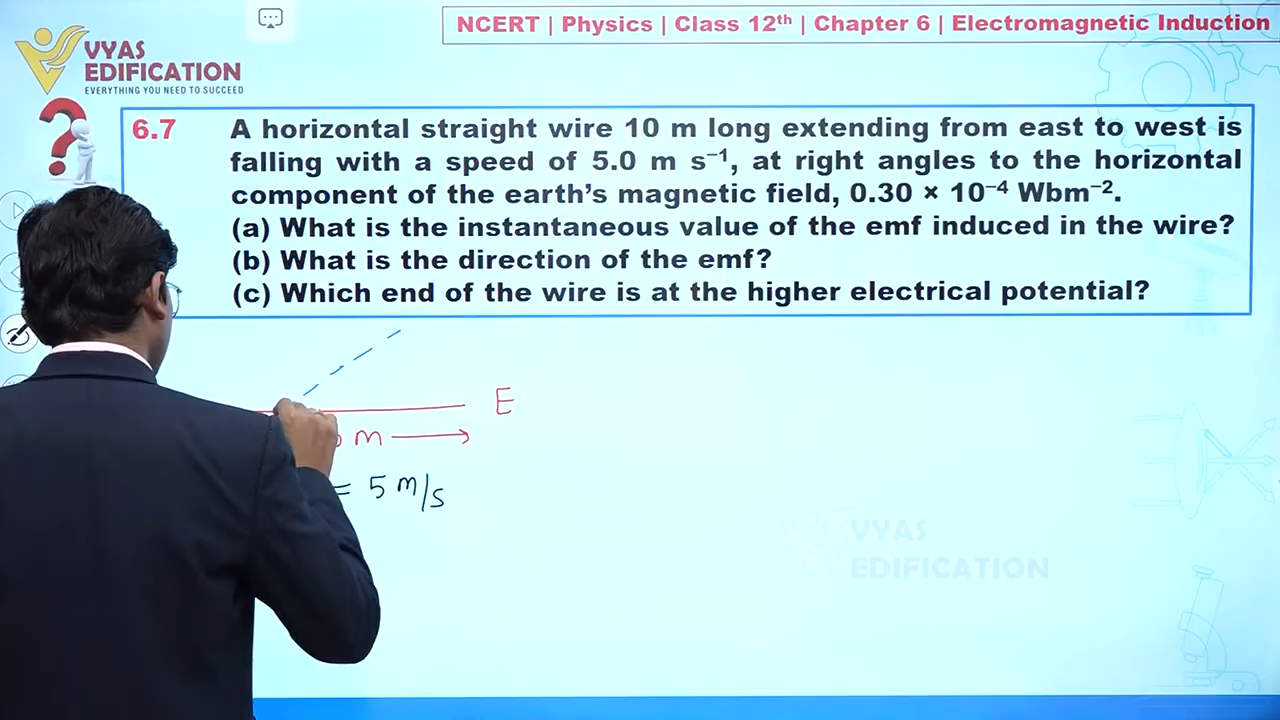 NCERT | Physics | Class 12th | Chapter 6 | Electromagnetic Induction
VYAS
EDIFICATION
EVERYTHING YOU NEED TO SUCCEED
6.7 A horizontal straight wire 10 m long extending from east to west is
falling with a speed of 5.0 m s⁻¹, at right angles to the horizontal
component of the earth's magnetic field, 0.30 × 10⁻⁴ Wbm⁻².
(a) What is the instantaneous value of the emf induced in the wire?
(b) What is the direction of the emf?
(c) Which end of the wire is at the higher electrical potential?
E
m
= 5 m/s
VYAS
EDIFICATION